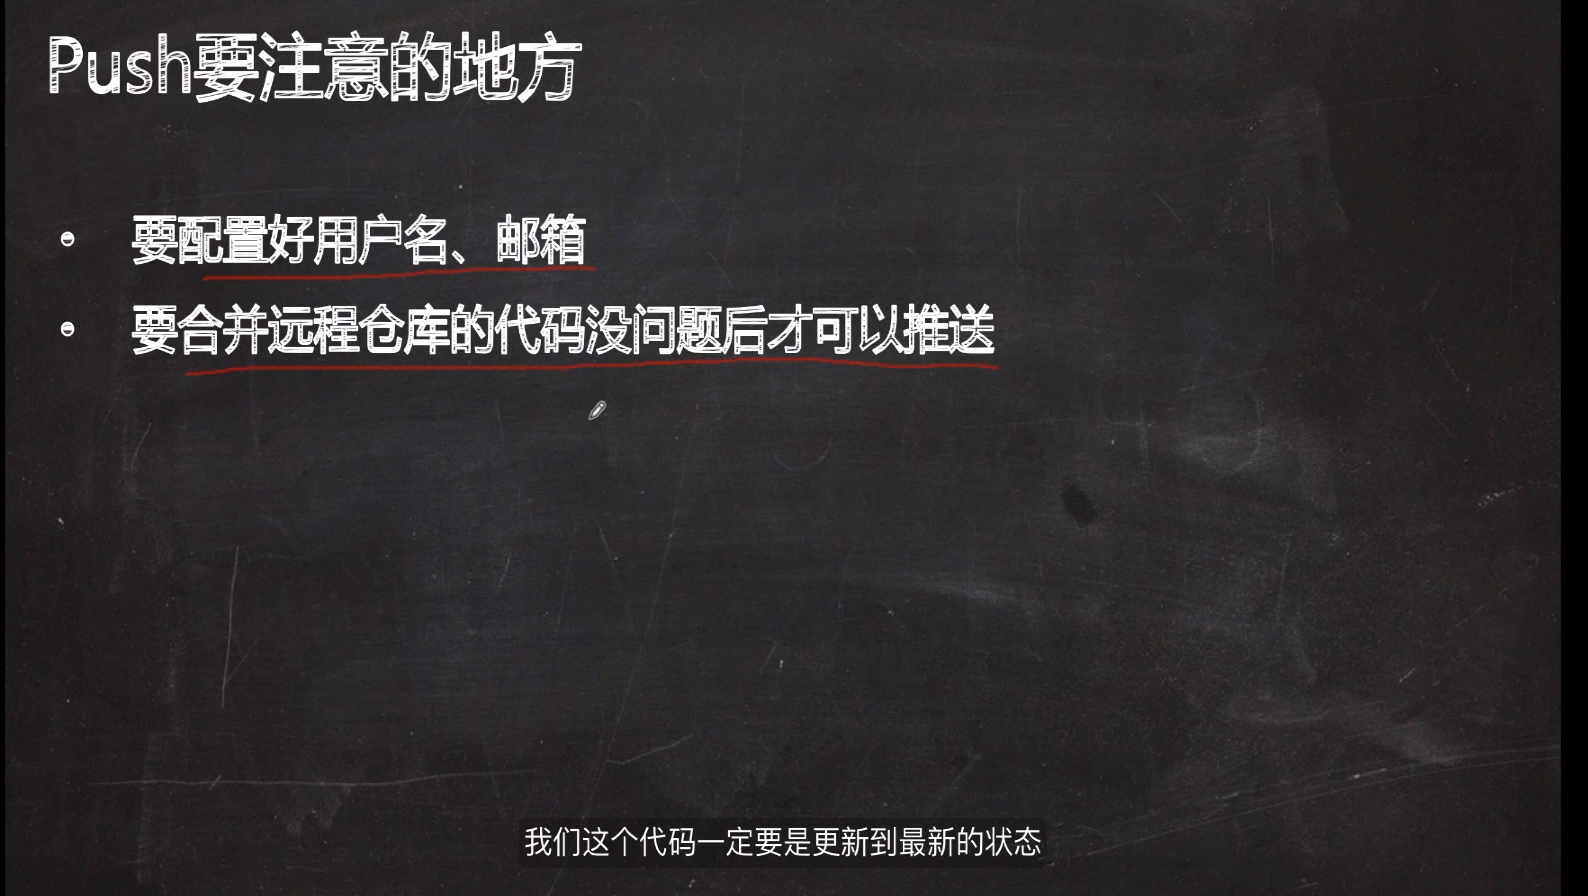 Push要注意的地方
• 要配置好用户名、邮箱
• 要合并远程仓库的代码没问题后才可以推送
我们这个代码一定要是更新到最新的状态